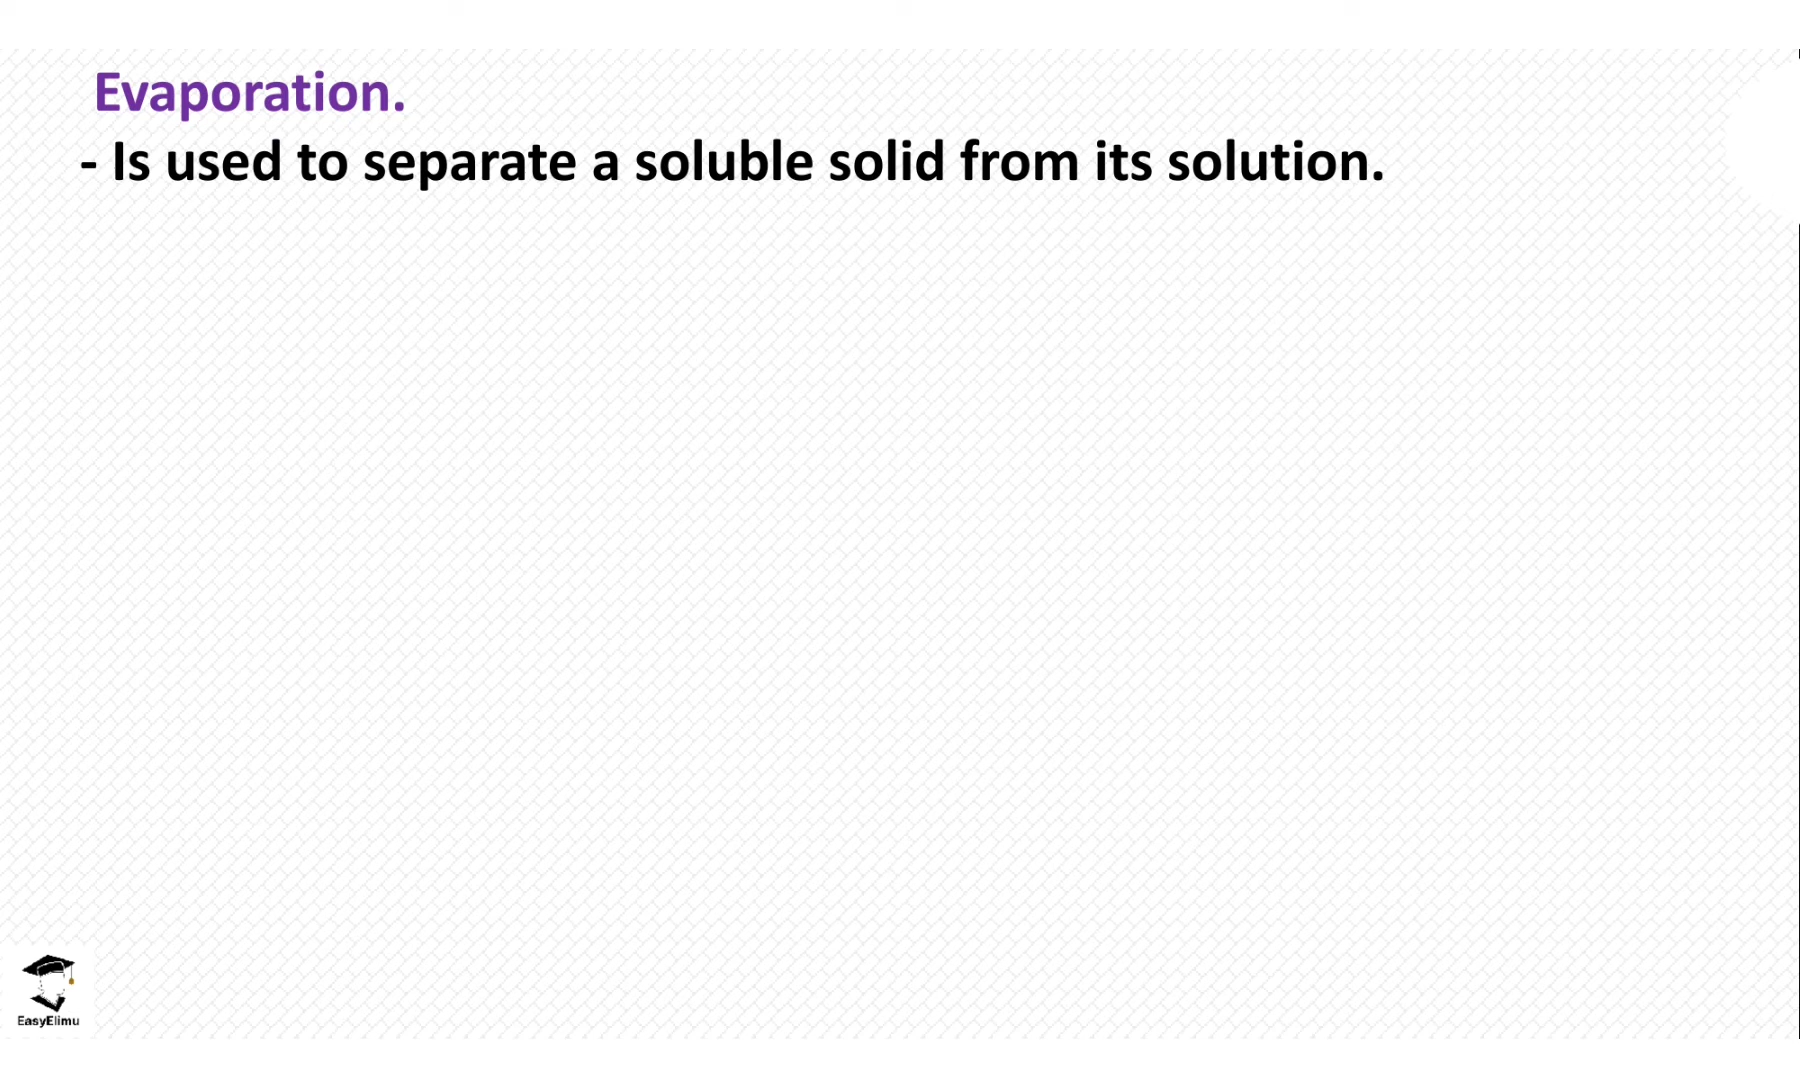 Evaporation.
- Is used to separate a soluble solid from its solution.
EasyElimu